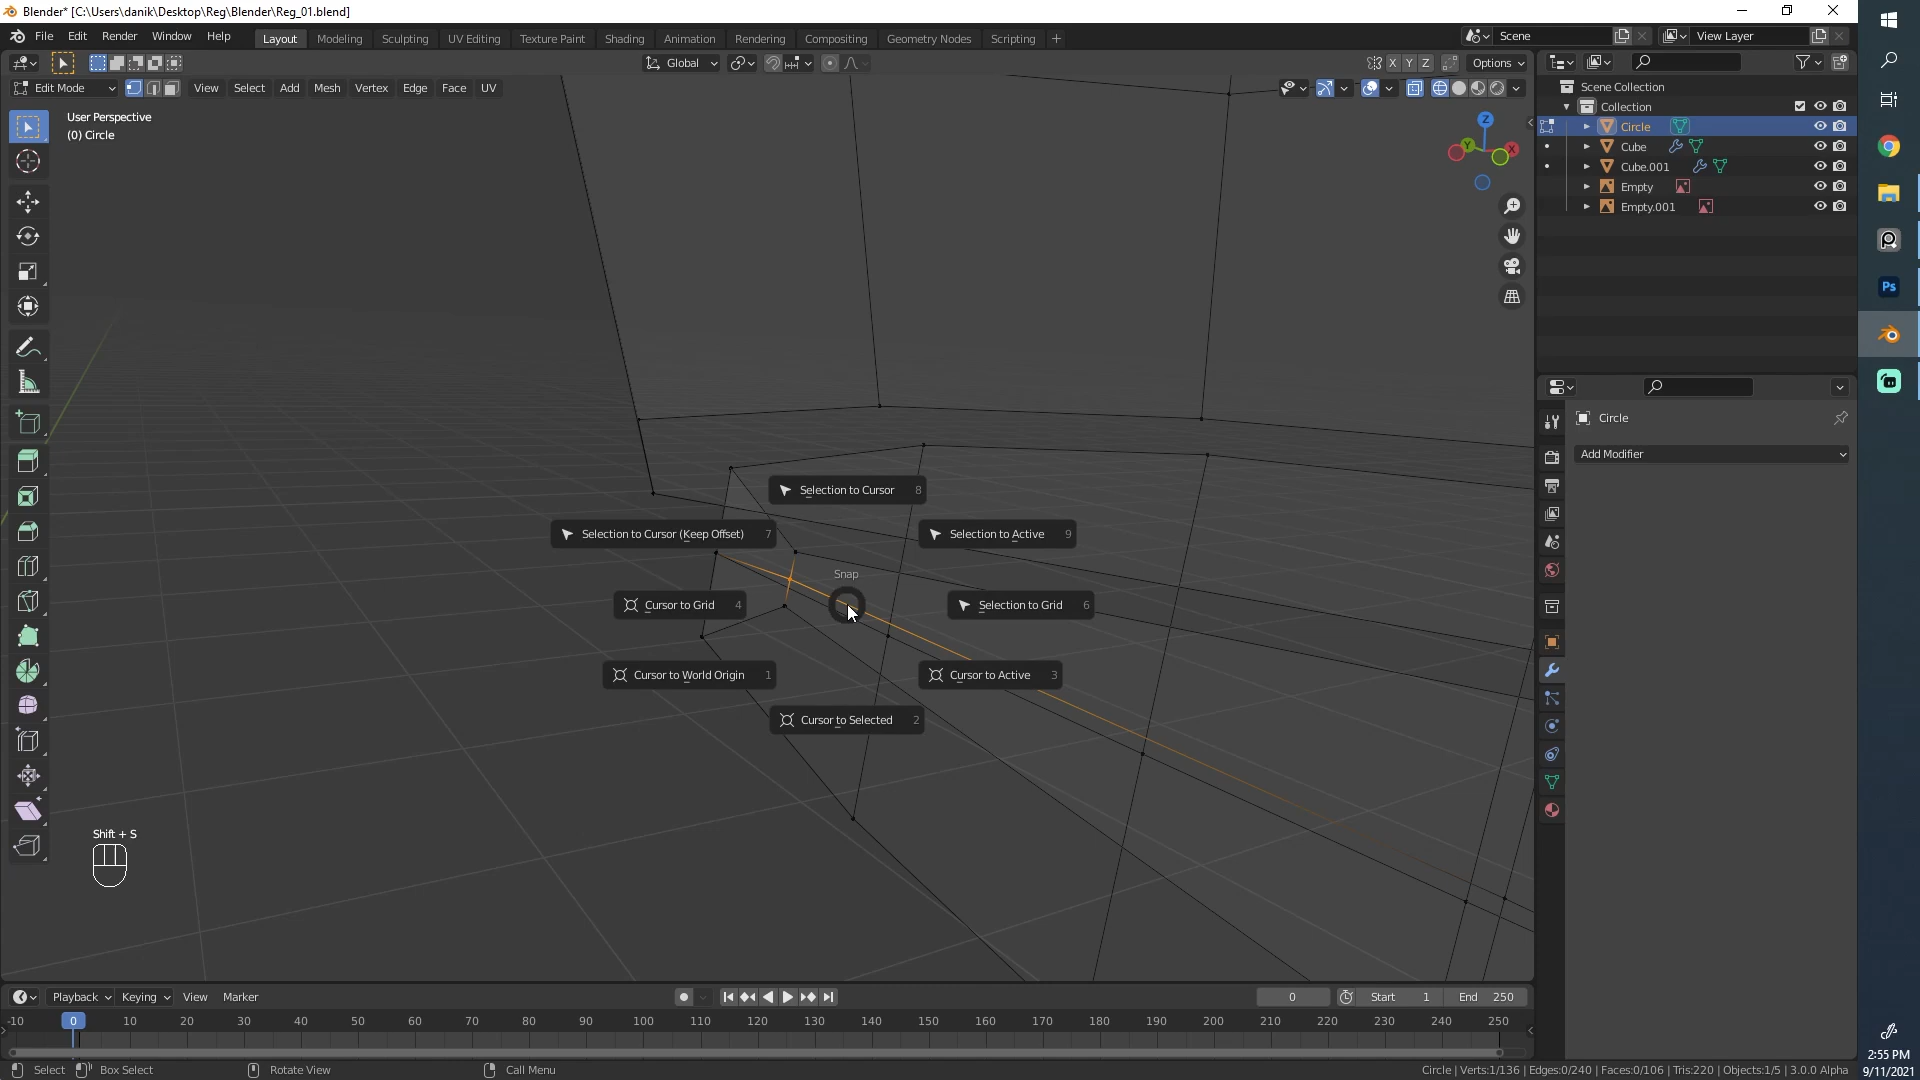 Blender* [C:\Users\danik\Desktop\Reg\Blender\Reg_01.blend]
File Edit Render Window Help
Layout Modeling Sculpting UV Editing Texture Paint Shading Animation Rendering Compositing Geometry Nodes Scripting +
Scene
View Layer
Global
X Y Z
Options
Edit Mode
View Select Add Mesh Vertex Edge Face UV
User Perspective
(0) Circle
Z
Y
X
Scene Collection
Collection
Circle
Cube
Cube.001
Empty
Empty.001
Circle
Add Modifier
Selection to Cursor 8
Selection to Cursor (Keep Offset) 7
Selection to Active 9
Snap
Cursor to Grid 4
Selection to Grid 6
Cursor to World Origin 1
Cursor to Active 3
Cursor to Selected 2
Shift + S
Ps
Playback Keying View Marker
0
Start 1
End 250
-10 0 10 20 30 40 50 60 70 80 90 100 110 120 130 140 150 160 170 180 190 200 210 220 230 240 250
Select Box Select Rotate View Call Menu
Circle | Verts:1/136 | Edges:0/240 | Faces:0/106 | Tris:220 | Objects:1/5 | 3.0.0 Alpha
2:55 PM
9/11/2021